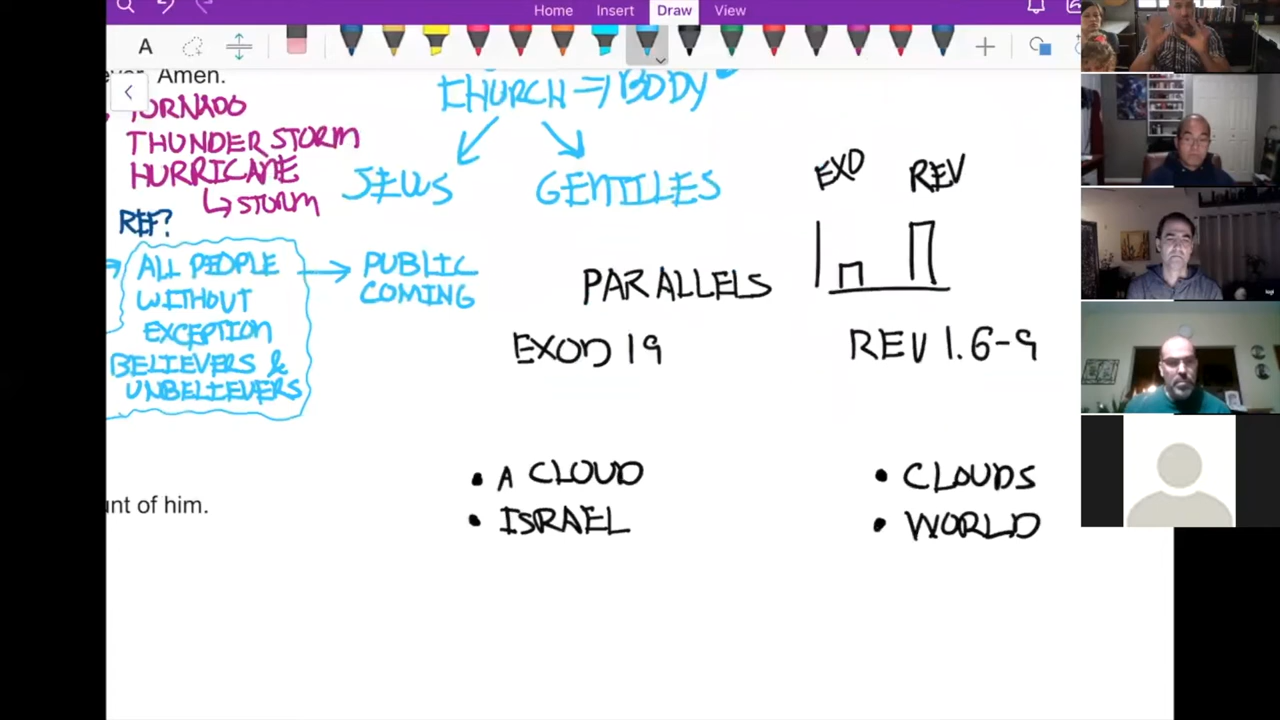 Home Insert Draw View
A
ever. Amen.
CHURCH => BODY
TORNADO
THUNDERSTORM
HURRICANE
↳ STORM
JEWS GENTILES
EXO REV
REF?
ALL PEOPLE
WITHOUT
EXCEPTION
BELIEVERS &
UNBELIEVERS
PUBLIC
COMING
PARALLELS
EXOD 19 REV 1.6-9
• A CLOUD • CLOUDS
• ISRAEL • WORLD
unt of him.